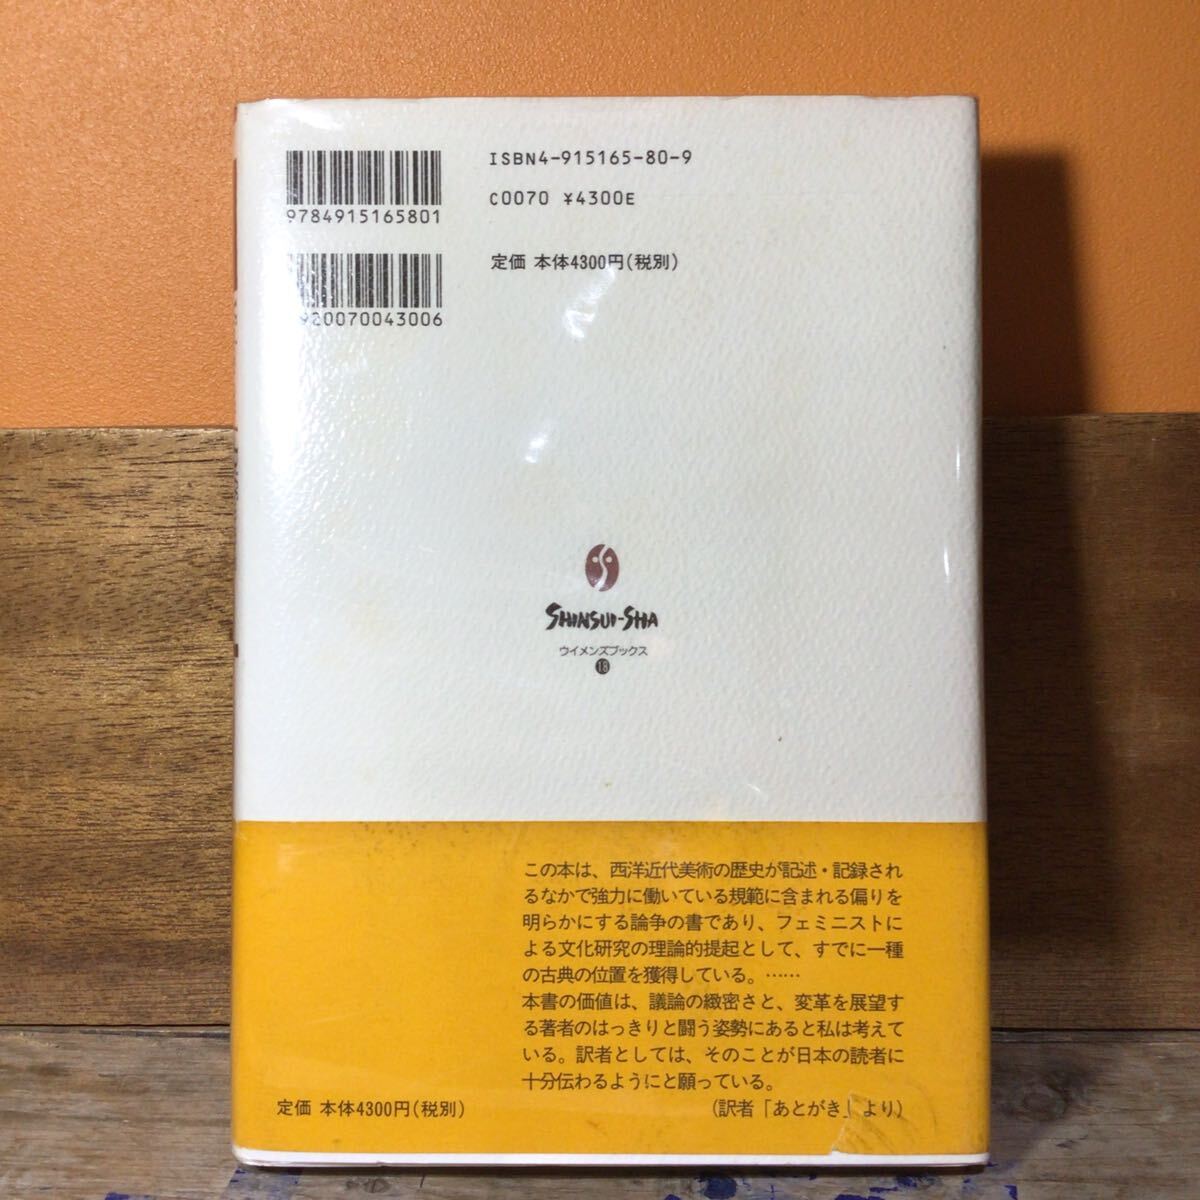 ISBN4-915165-80-9
9784915165801
C0070 ¥4300E
定価 本体4300円(税別)
920070043006
SHINSUI-SHA
ウイメンズブックス
18
この本は、西洋近代美術の歴史が記述・記録され
るなかで強力に働いている規範に含まれる偏りを
明らかにする論争の書であり、フェミニストに
よる文化研究の理論的提起として、すでに一種
の古典の位置を獲得している。……
本書の価値は、議論の緻密さと、変革を展望す
る著者のはっきりと闘う姿勢にあると私は考えて
いる。訳者としては、そのことが日本の読者に
十分伝わるようにと願っている。
(訳者「あとがき」より)
定価 本体4300円(税別)